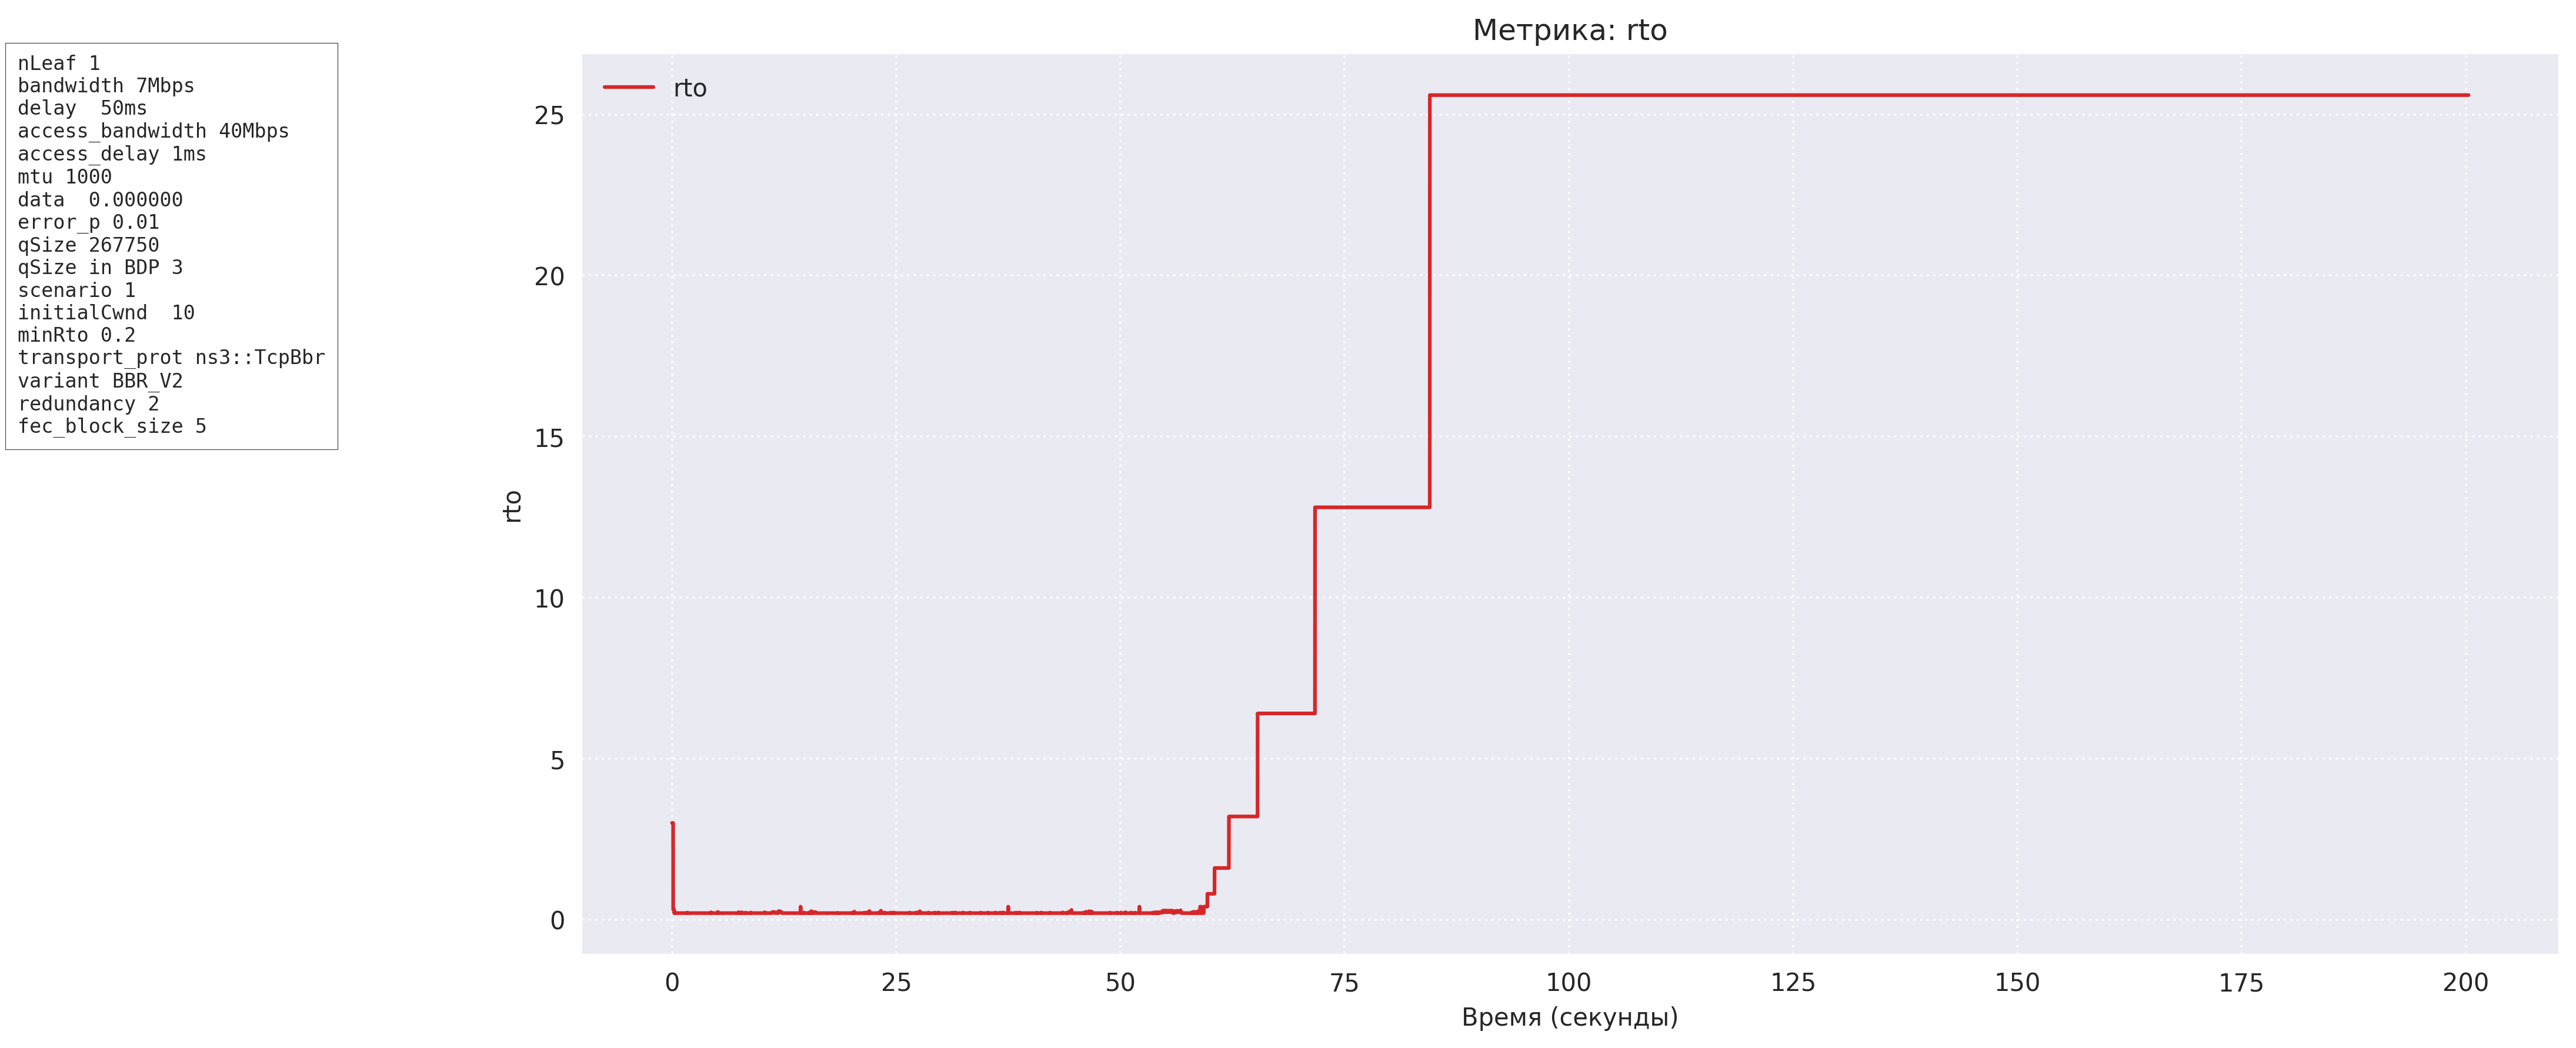 Метрика: rto
nLeaf 1
bandwidth 7Mbps
delay  50ms
access_bandwidth 40Mbps
access_delay 1ms
mtu 1000
data  0.000000
error_p 0.01
qSize 267750
qSize in BDP 3
scenario 1
initialCwnd  10
minRto 0.2
transport_prot ns3::TcpBbr
variant BBR_V2
redundancy 2
fec_block_size 5
rto
25
20
15
10
5
0
rto
0 25 50 75 100 125 150 175 200
Время (секунды)